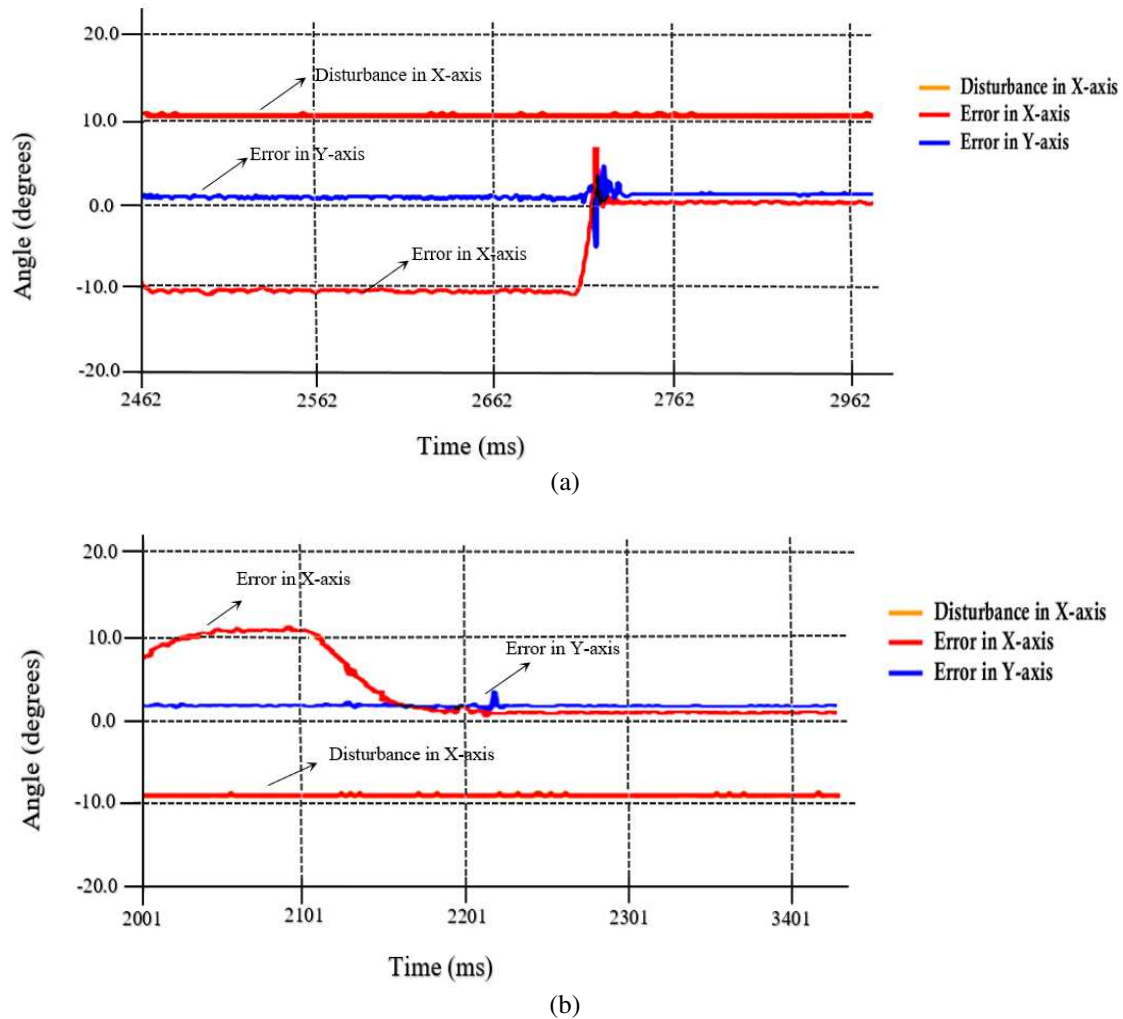 20.0
Disturbance in X-axis
Disturbance in X-axis
10.0
Error in X-axis
Error in Y-axis
Error in Y-axis
0.0
Error in X-axis
-10.0
-20.0
Angle (degrees)
2462
2562
2662
2762
2962
Time (ms)
(a)
20.0
Error in X-axis
Disturbance in X-axis
10.0
Error in X-axis
Error in Y-axis
Error in Y-axis
0.0
Disturbance in X-axis
-10.0
-20.0
Angle (degrees)
2001
2101
2201
2301
3401
Time (ms)
(b)